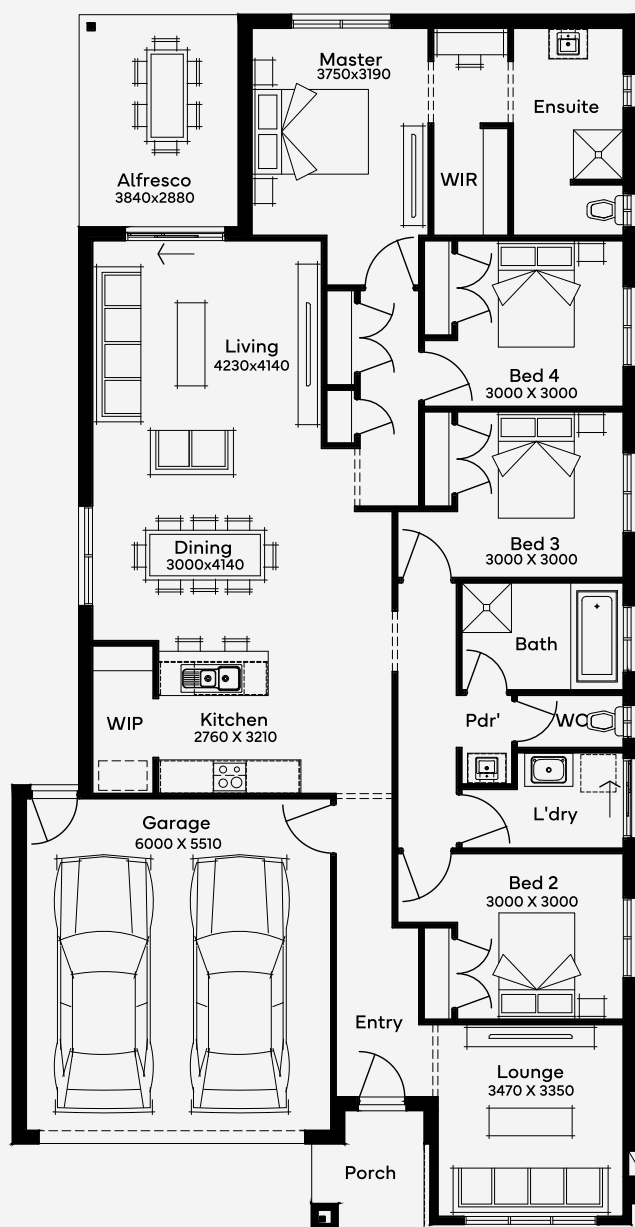 Master
3750x3190
Ensuite
Alfresco
3840x2880
WIR
Living
4230x4140
Bed 4
3000 X 3000
Dining
3000x4140
Bed 3
3000 X 3000
Bath
WIP
Kitchen
2760 X 3210
Pdr'
WC
Garage
6000 X 5510
L'dry
Bed 2
3000 X 3000
Entry
Lounge
3470 X 3350
Porch